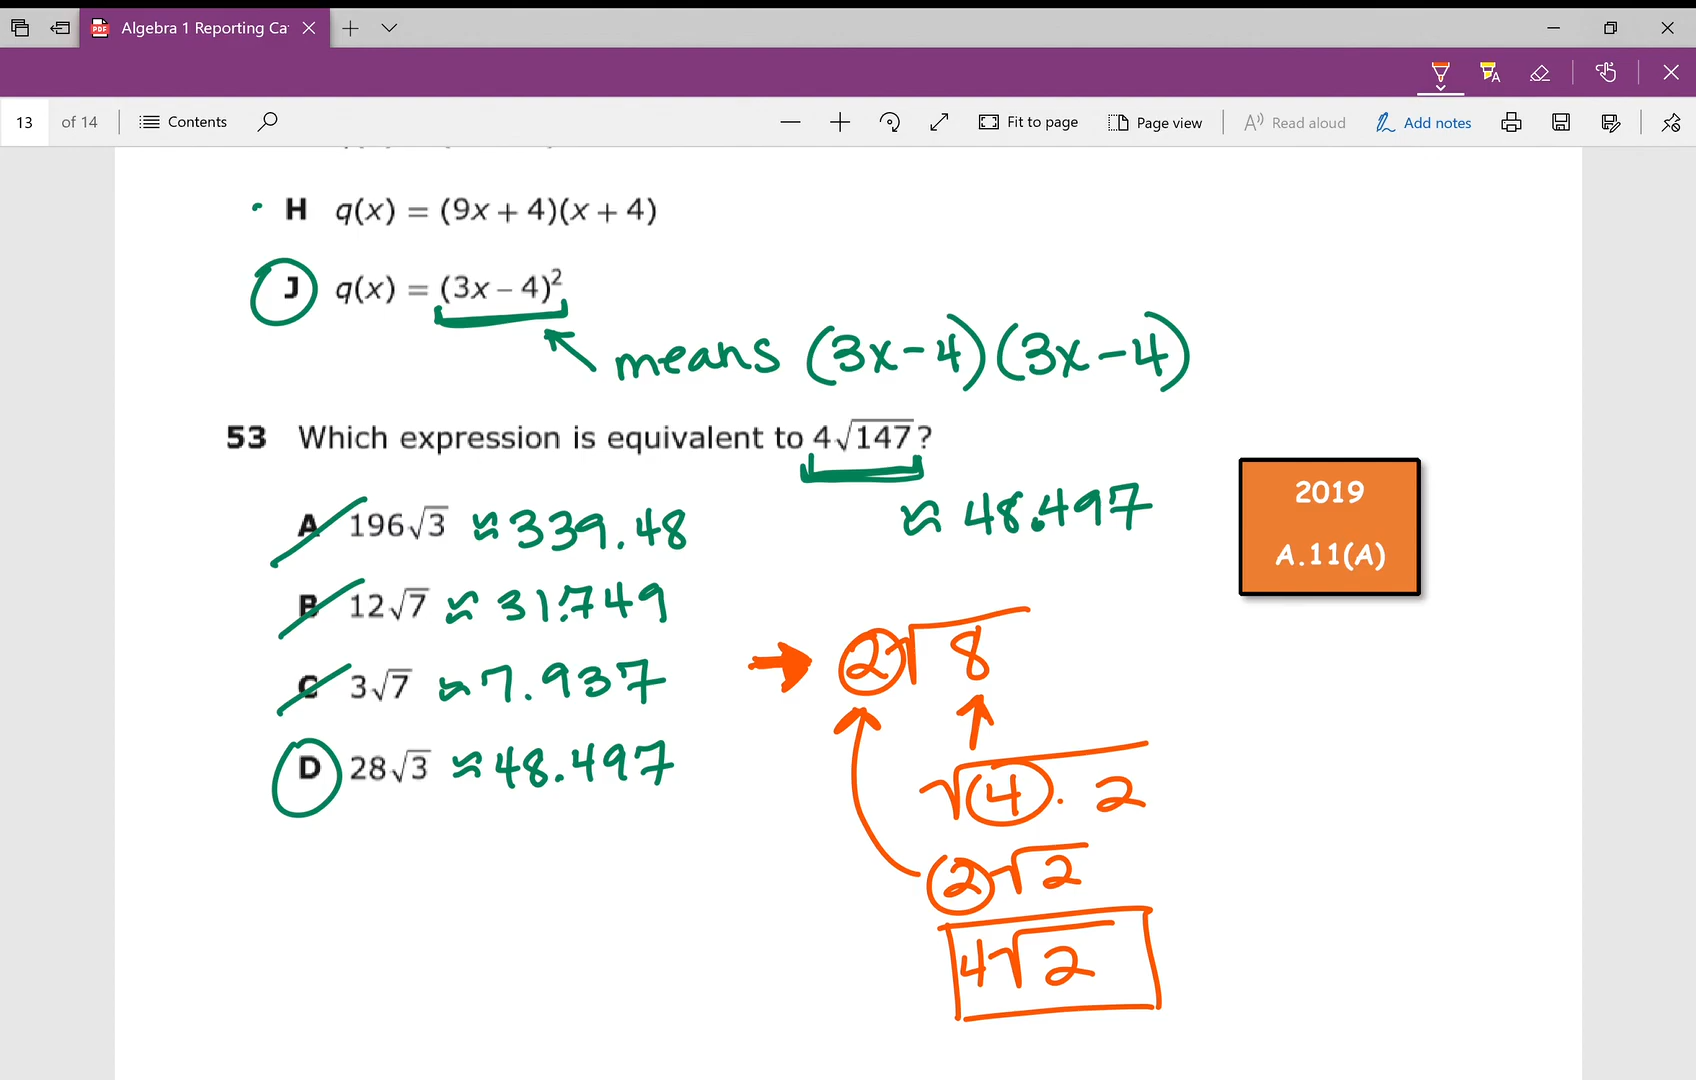 Algebra 1 Reporting Ca
13 of 14 Contents Fit to page Page view Read aloud Add notes
H q(x) = (9x + 4)(x + 4)
J q(x) = (3x – 4)²
means (3x-4)(3x-4)
53 Which expression is equivalent to 4√147?
≈ 48.497
A 196√3 ≈ 339.48
B 12√7 ≈ 31.749
C 3√7 ≈ 7.937
D 28√3 ≈ 48.497
2019
A.11(A)
2√8
√(4)·2
2√2
4√2